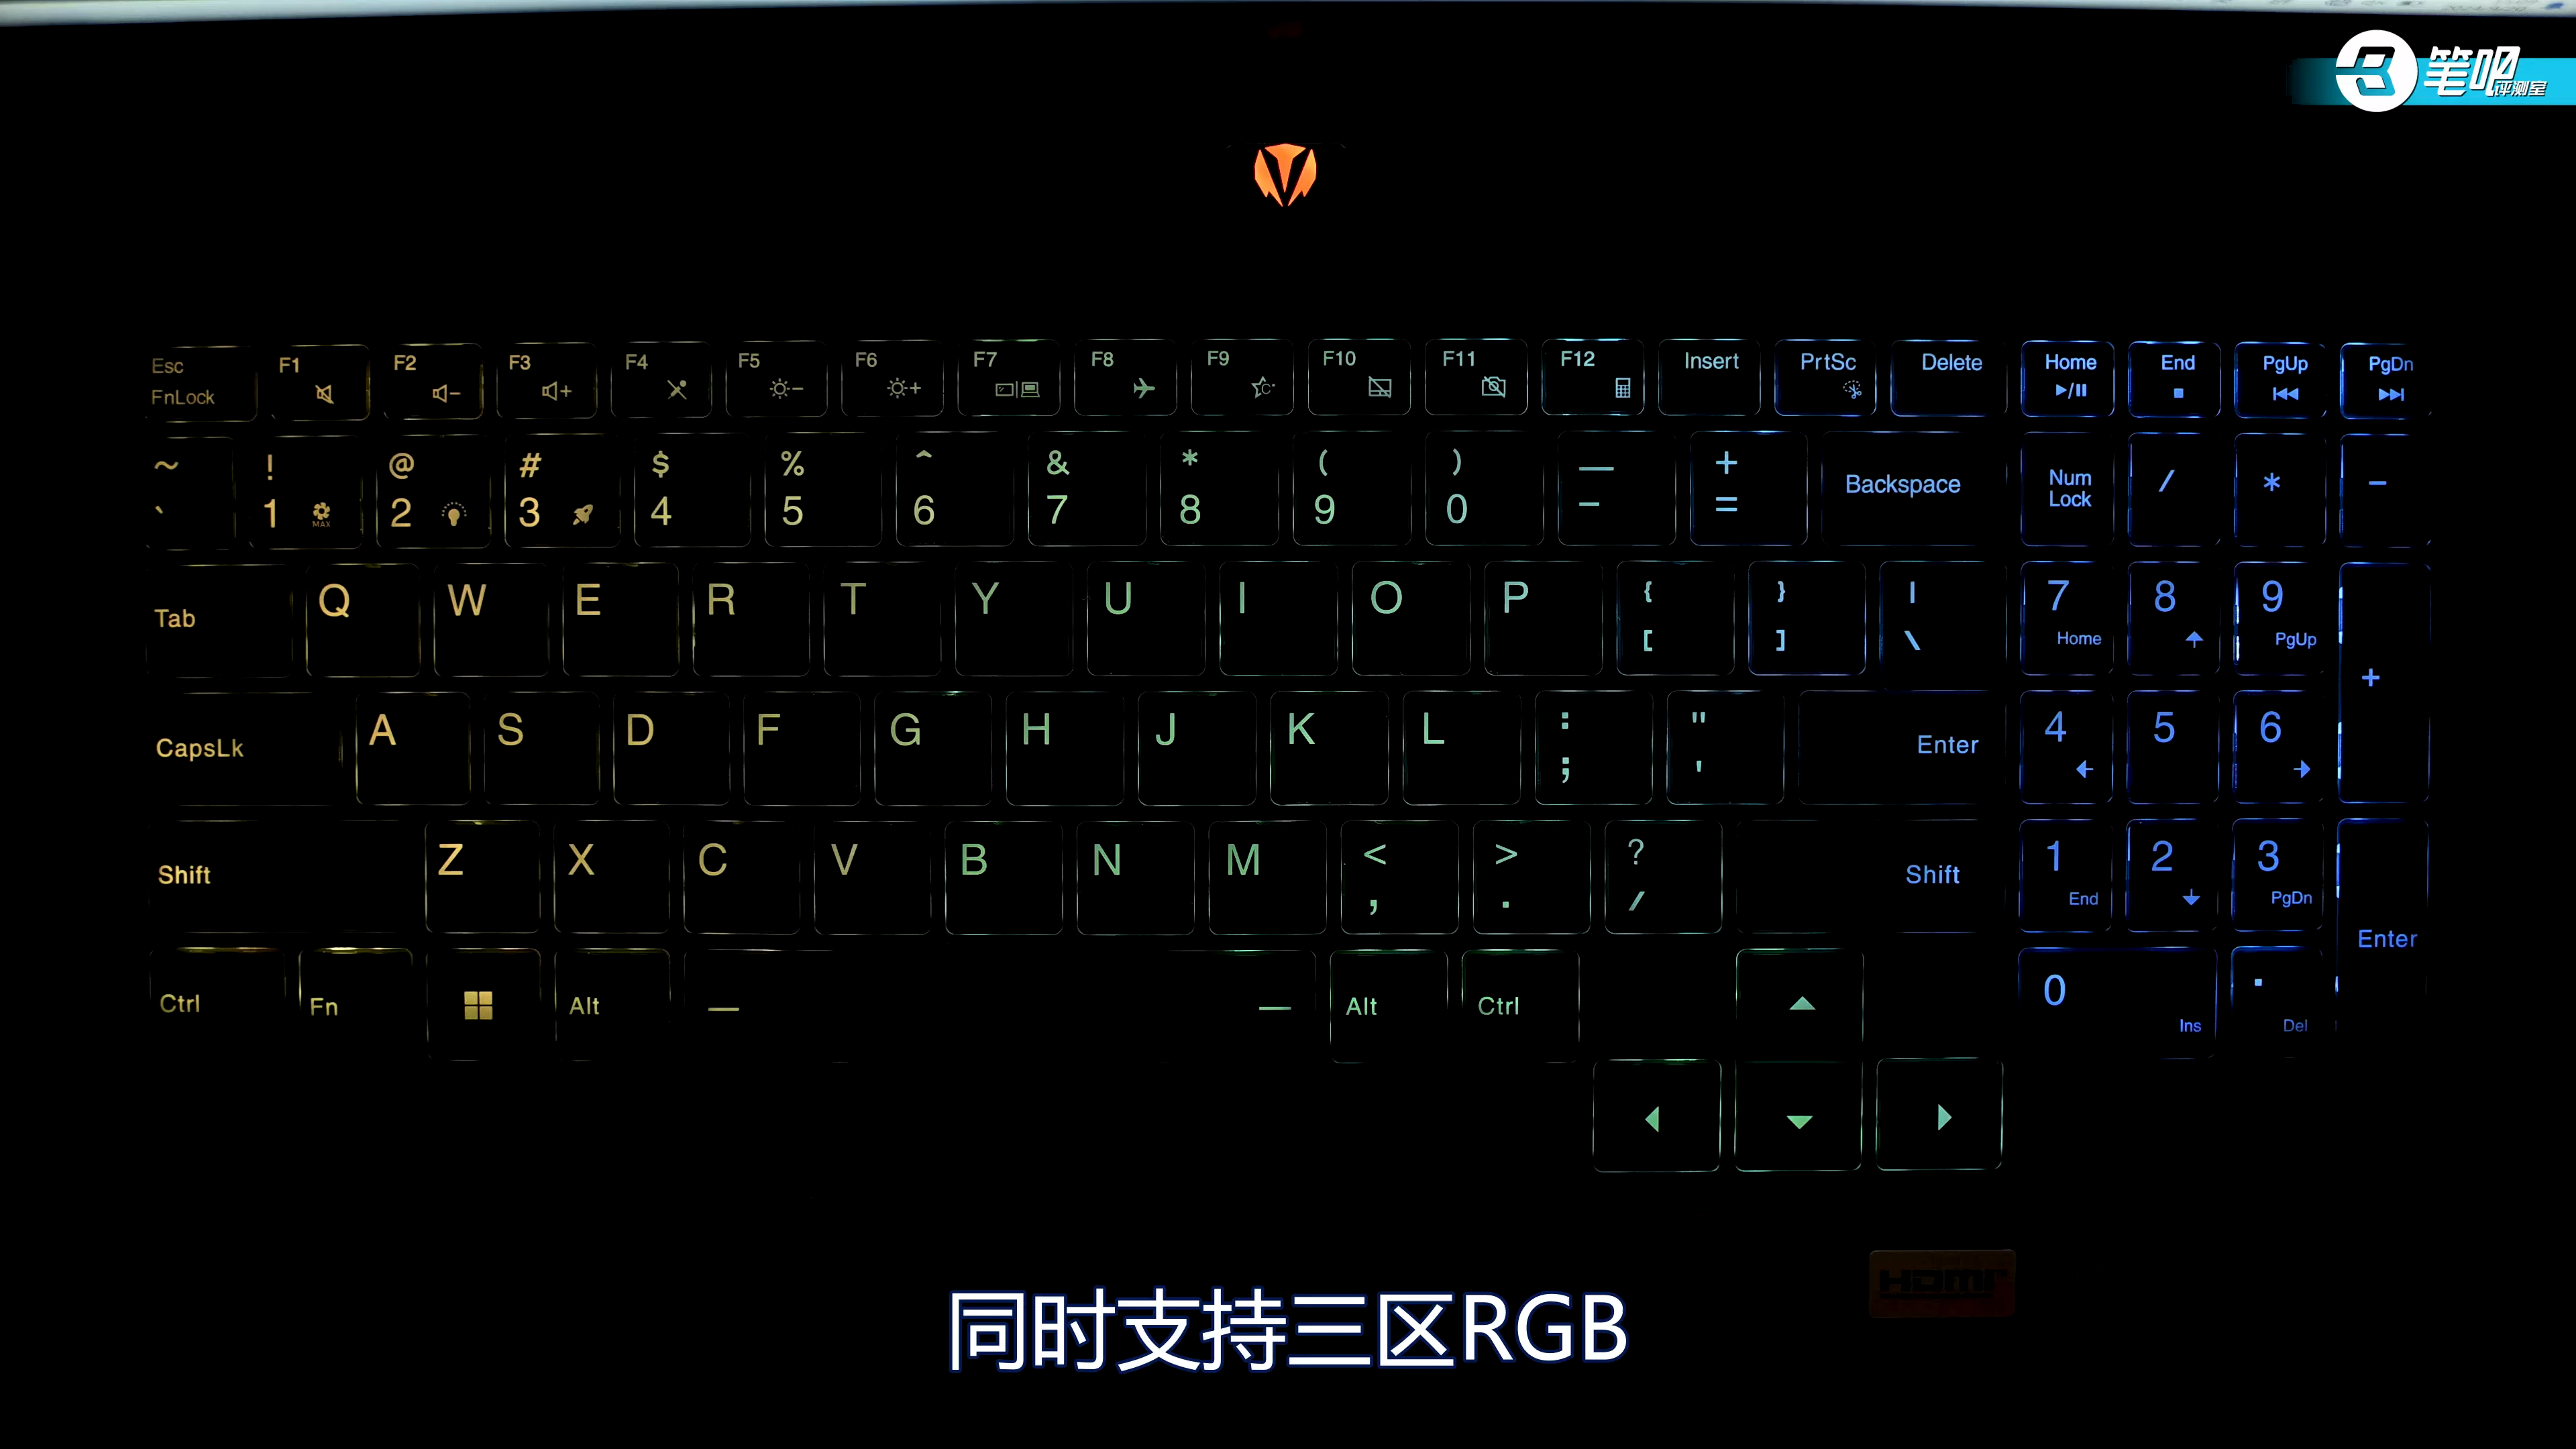 笔吧评测室
Esc F1 F2 F3 F4 F5 F6 F7 F8 F9 F10 F11 F12 Insert PrtSc Delete Home End PgUp PgDn
FnLock
~ ! @ # $ % ^ & * ( ) — + Backspace Num Lock / * −
` 1 MAX 2 3 4 5 6 7 8 9 0 - =
Tab Q W E R T Y U I O P { [ } ] | \ 7 Home 8 9 PgUp +
CapsLk A S D F G H J K L : ; " ' Enter 4 5 6
Shift Z X C V B N M < , > . ? / Shift 1 End 2 3 PgDn Enter
Ctrl Fn Alt — — Alt Ctrl 0 Ins . Del
HDMI
同时支持三区RGB